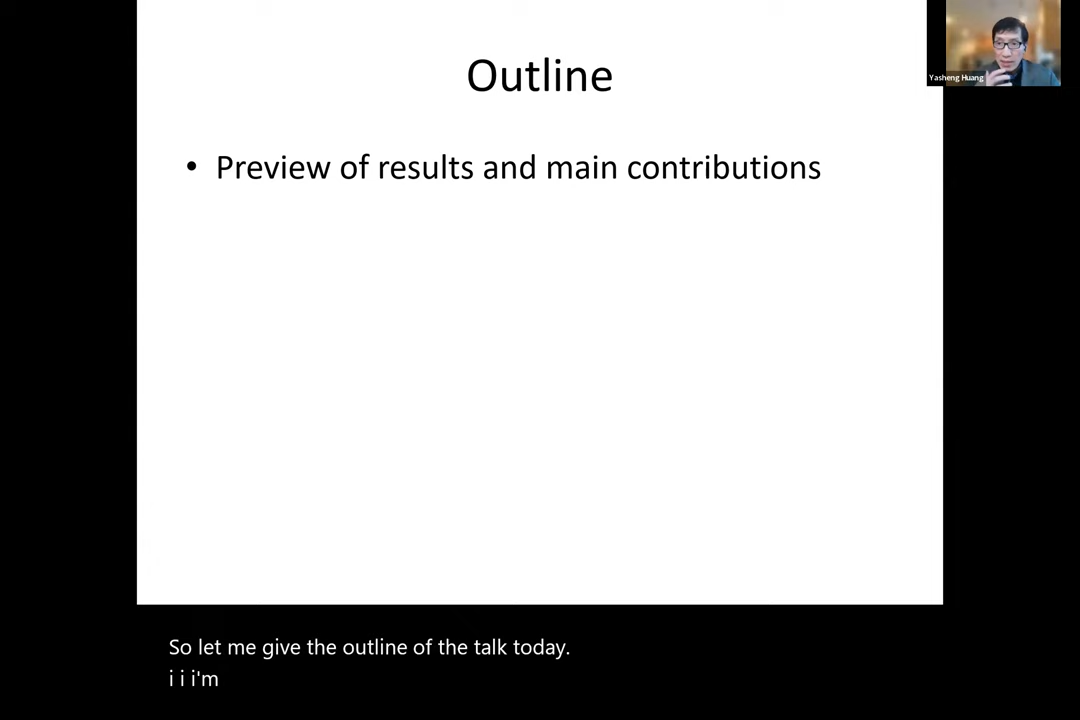 Outline
• Preview of results and main contributions
Yasheng Huang
So let me give the outline of the talk today.
i i i'm